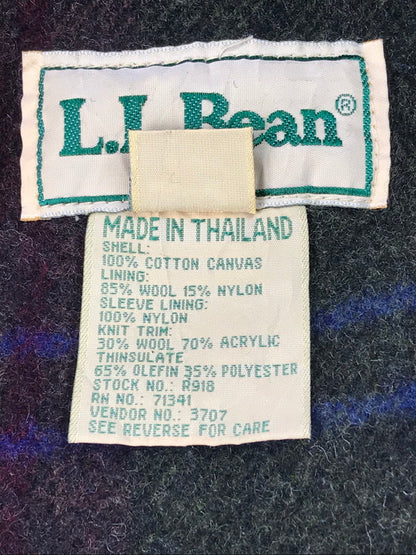 L.L.Bean®
MADE IN THAILAND
SHELL:
100% COTTON CANVAS
LINING:
85% WOOL 15% NYLON
SLEEVE LINING:
100% NYLON
KNIT TRIM:
30% WOOL 70% ACRYLIC
THINSULATE
65% OLEFIN 35% POLYESTER
STOCK NO.: R918
RN NO.: 71341
VENDOR NO.: 3707
SEE REVERSE FOR CARE